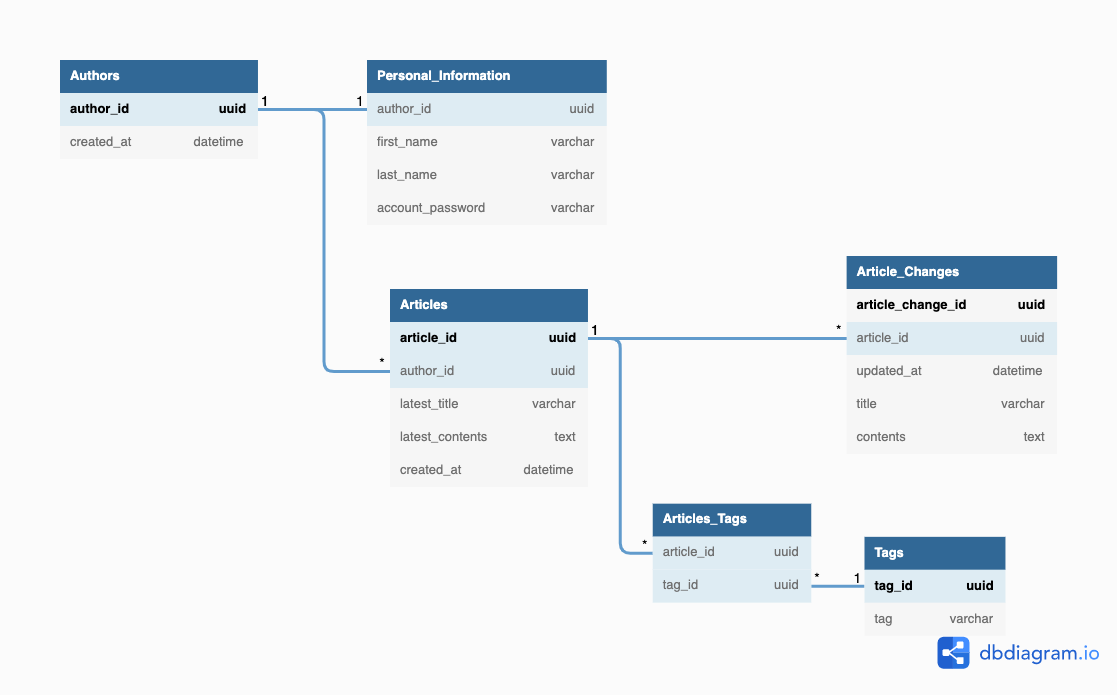 Authors
author_id uuid
created_at datetime
1
1
Personal_Information
author_id uuid
first_name varchar
last_name varchar
account_password varchar
*
Articles
article_id uuid
author_id uuid
latest_title varchar
latest_contents text
created_at datetime
1
*
Article_Changes
article_change_id uuid
article_id uuid
updated_at datetime
title varchar
contents text
*
Articles_Tags
article_id uuid
tag_id uuid
*
1
Tags
tag_id uuid
tag varchar
dbdiagram.io